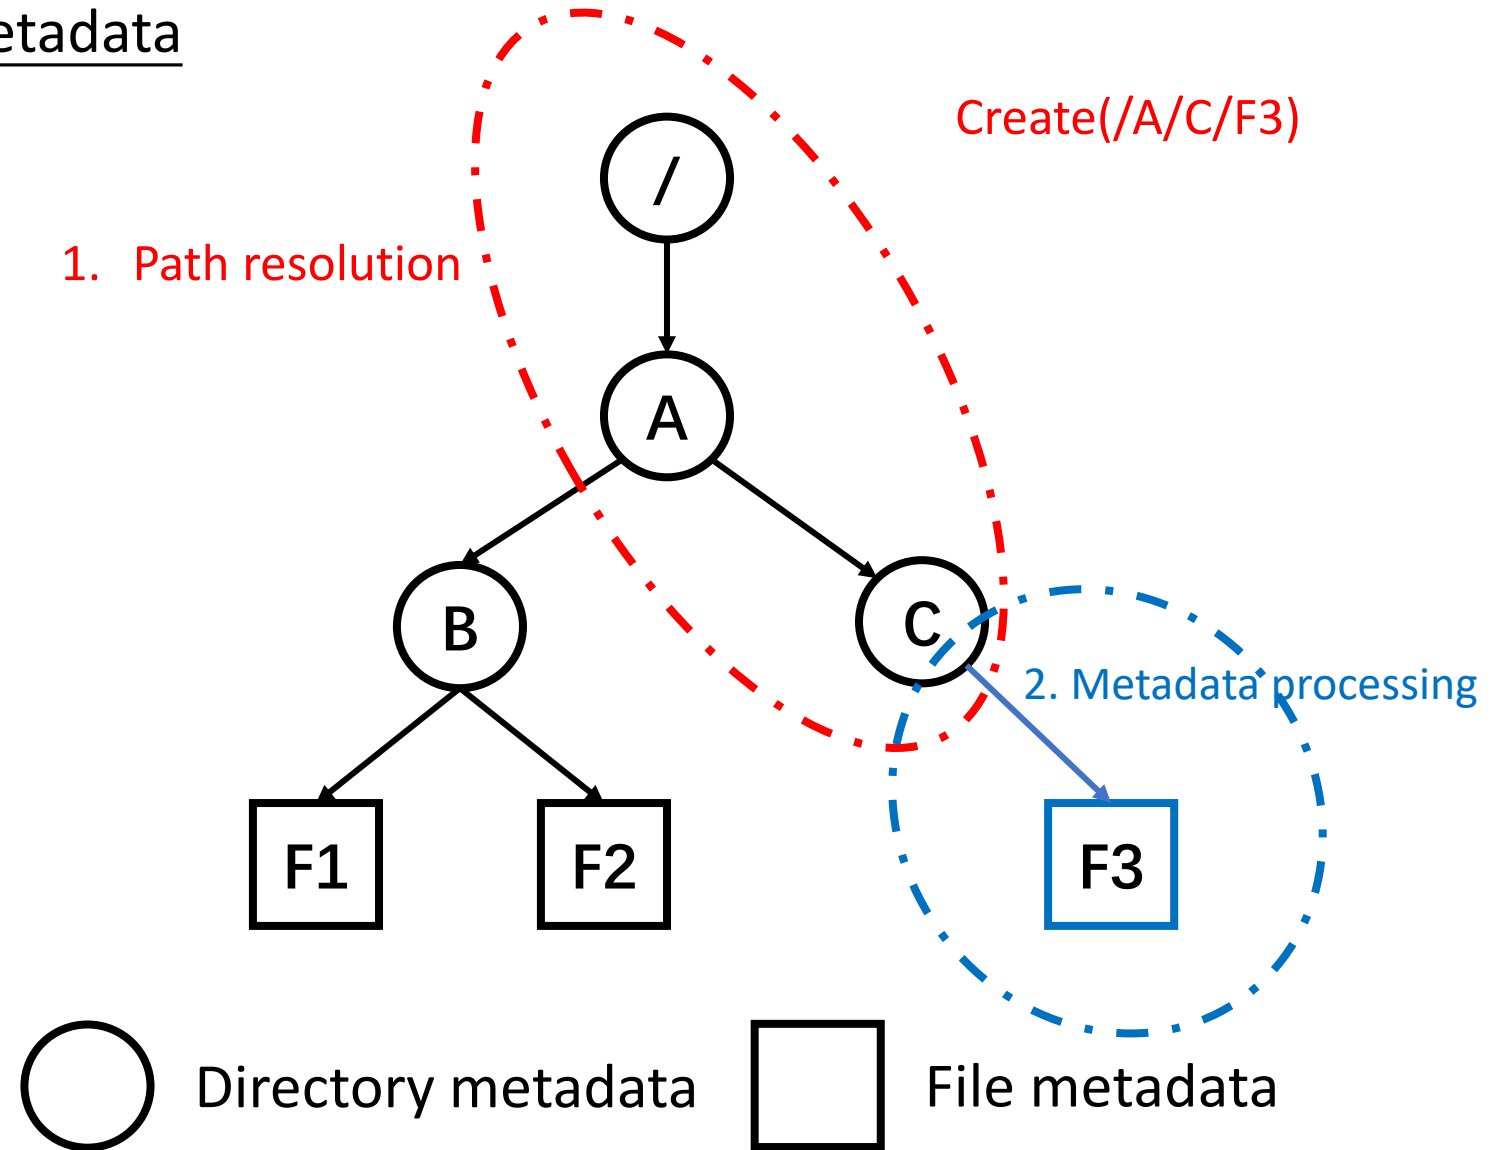 etadata
Create(/A/C/F3)
/
1. Path resolution
A
B
C
2. Metadata processing
F1
F2
F3
Directory metadata
File metadata